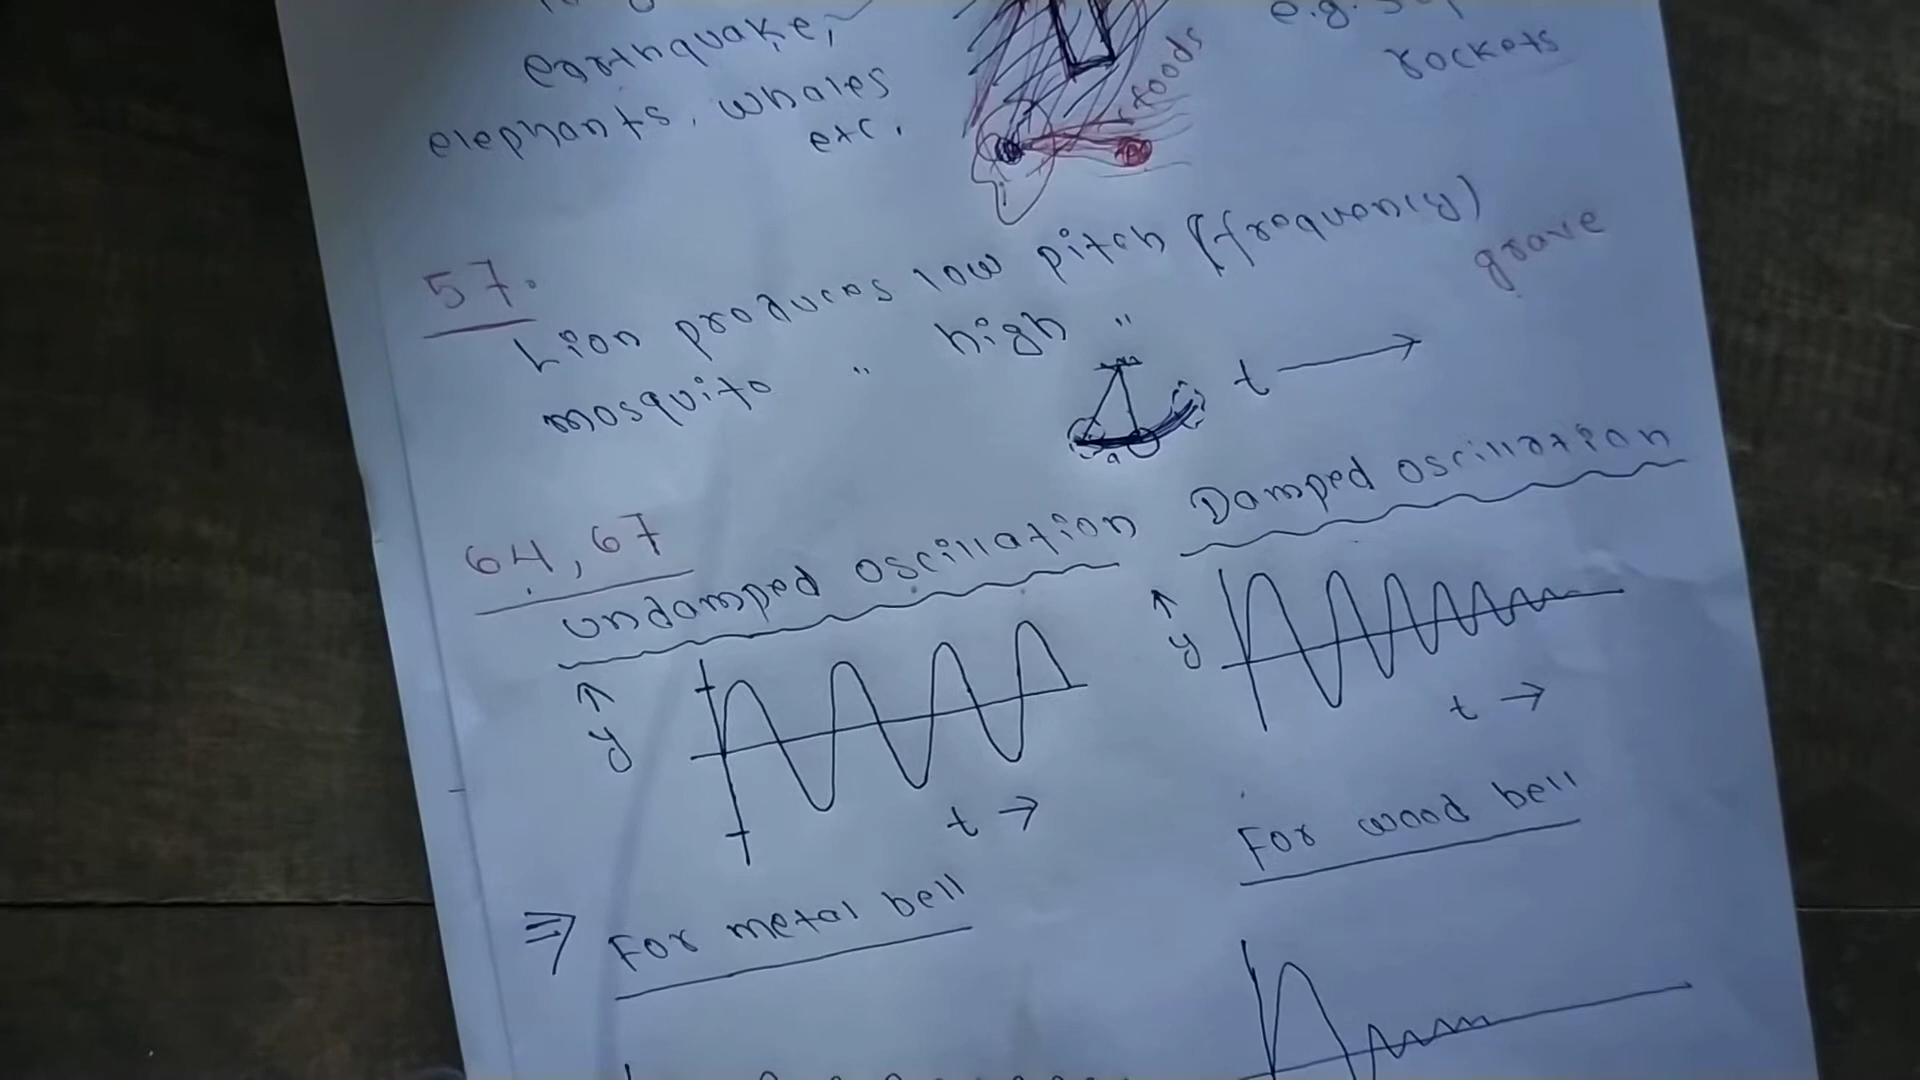 earthquake,
elephants, whales
etc.
e.g.
rockets
57.
Lion produces low pitch (frequency)
grave
mosquito " high "
t →
64, 67
undamped oscillation
Damped oscillation
↑
y
t →
↑
y
t →
⇒ For metal bell
For wood bell